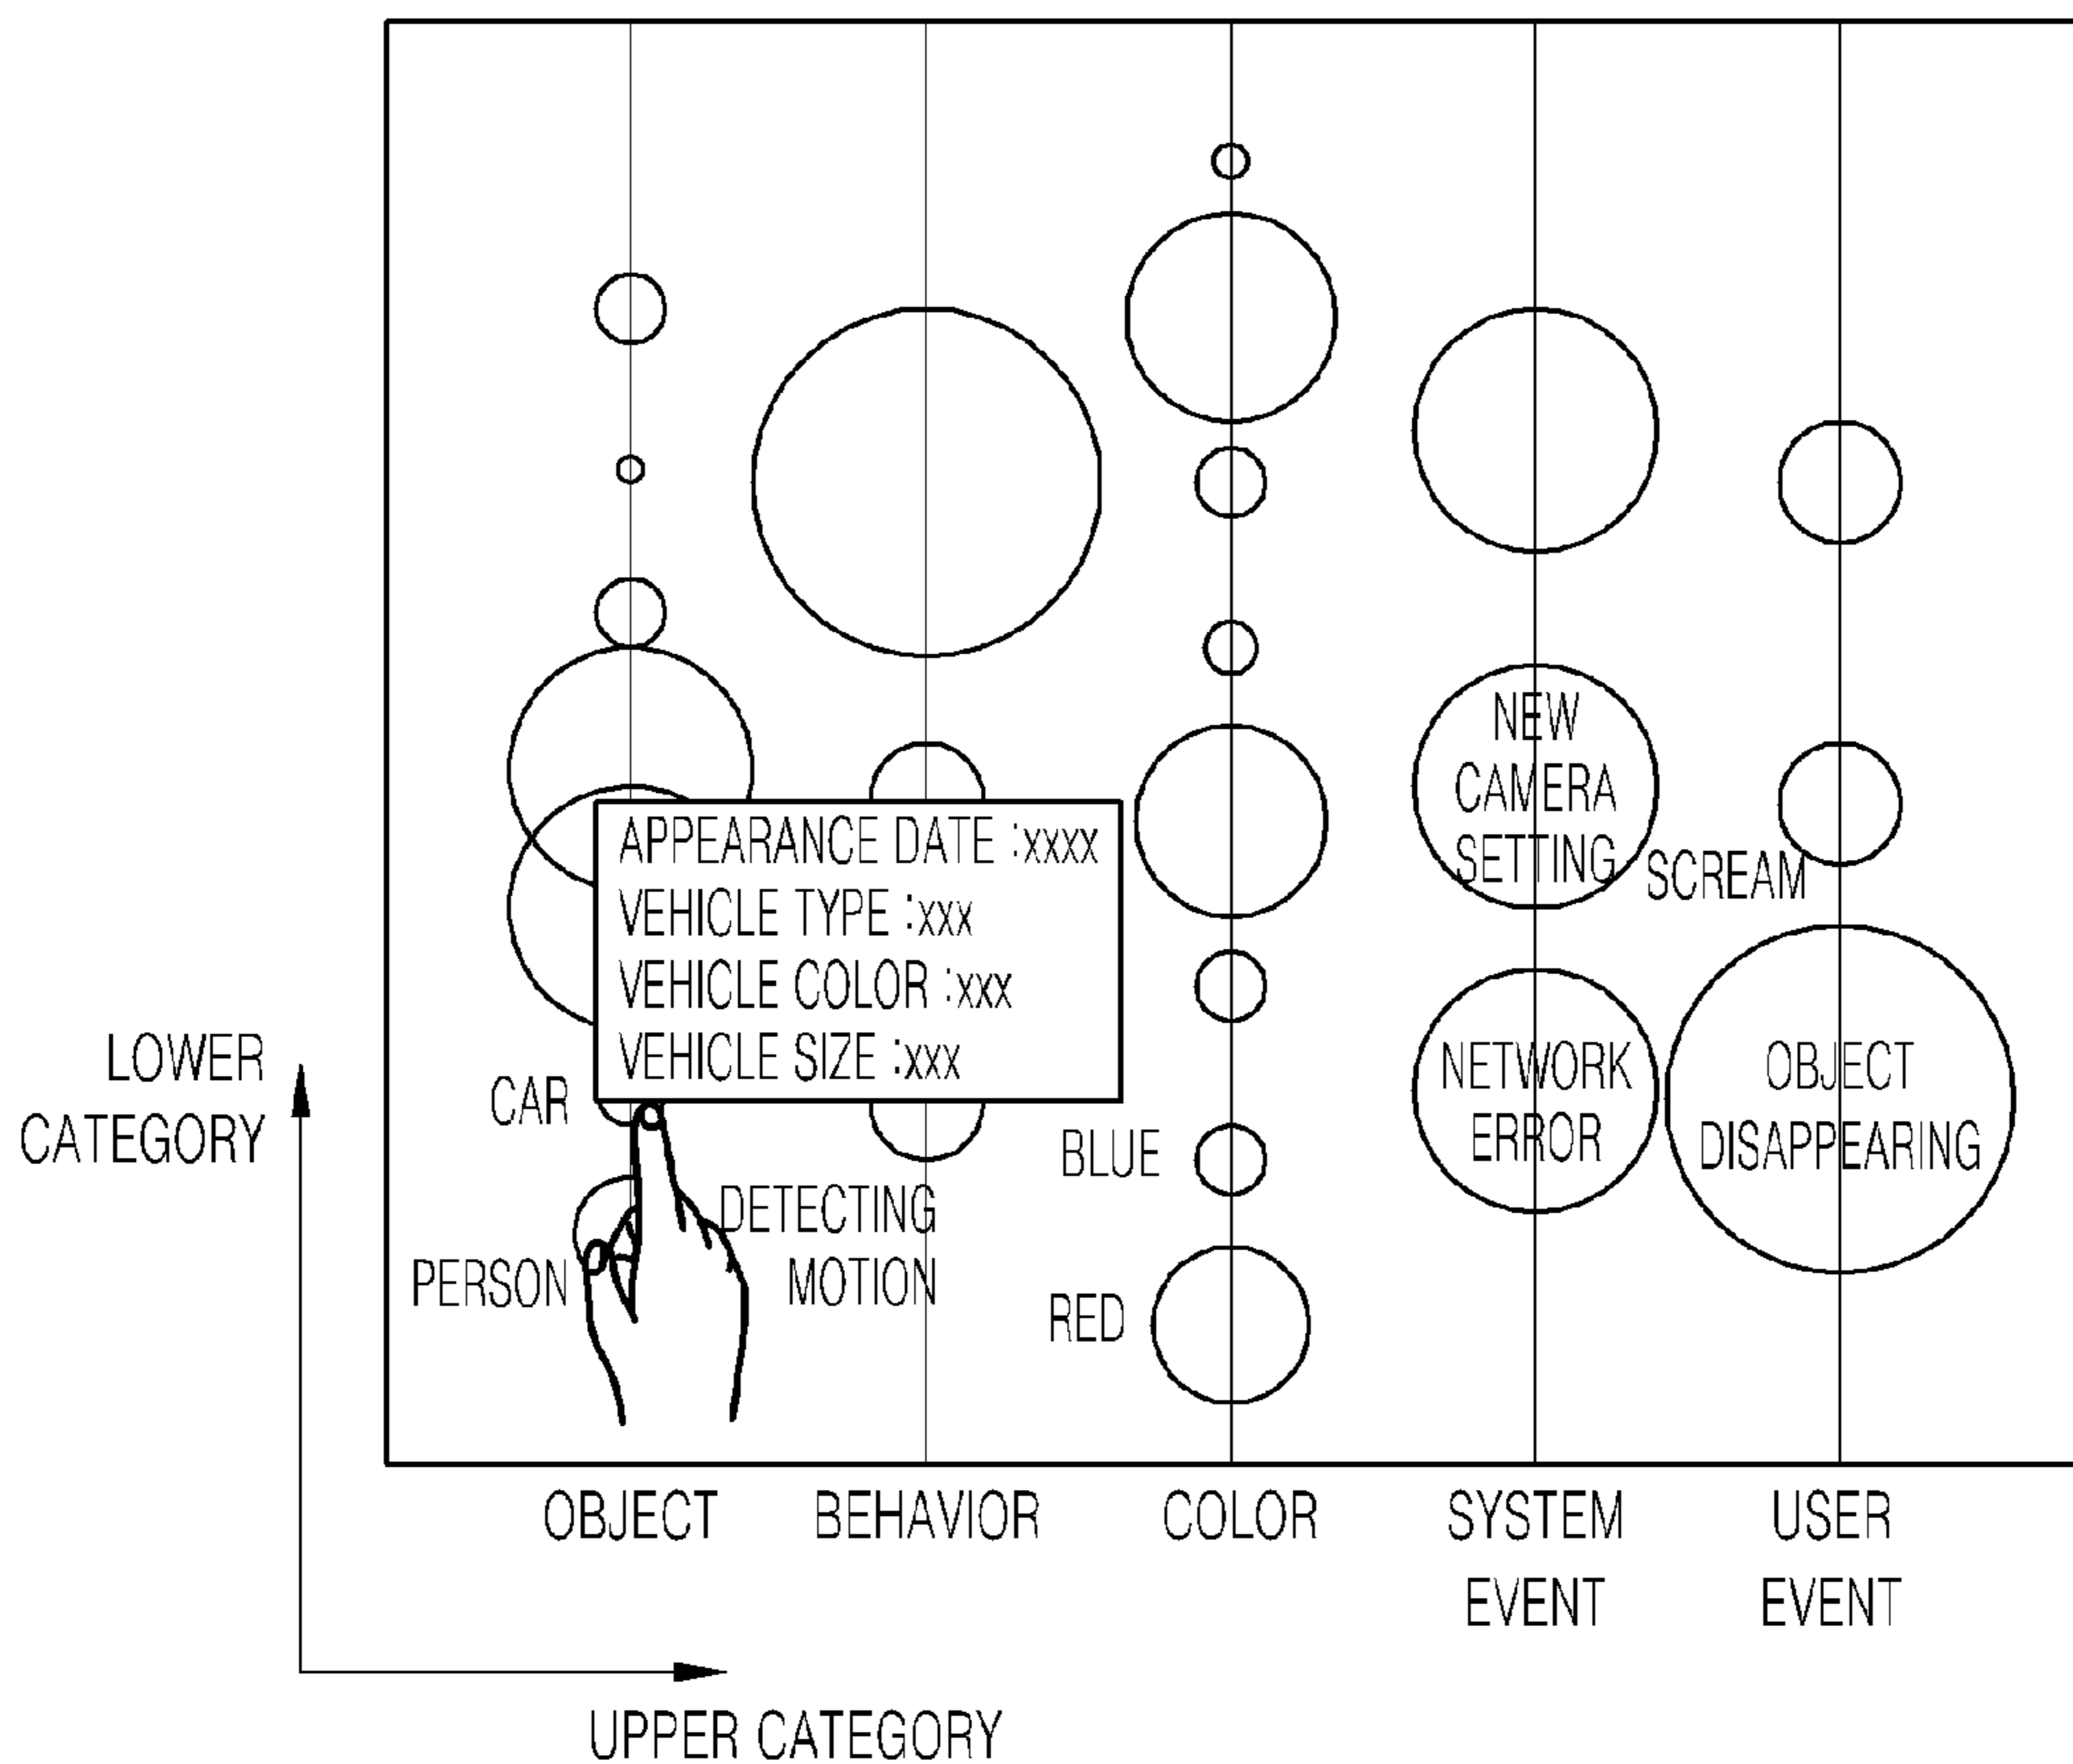 NEW
CAMERA
SETTING
SCREAM
APPEARANCE DATE :xxxx
VEHICLE TYPE :xxx
VEHICLE COLOR :xxx
VEHICLE SIZE :xxx
LOWER
CATEGORY
CAR
PERSON
DETECTING
MOTION
BLUE
RED
NETWORK
ERROR
OBJECT
DISAPPEARING
OBJECT
BEHAVIOR
COLOR
SYSTEM
EVENT
USER
EVENT
UPPER CATEGORY